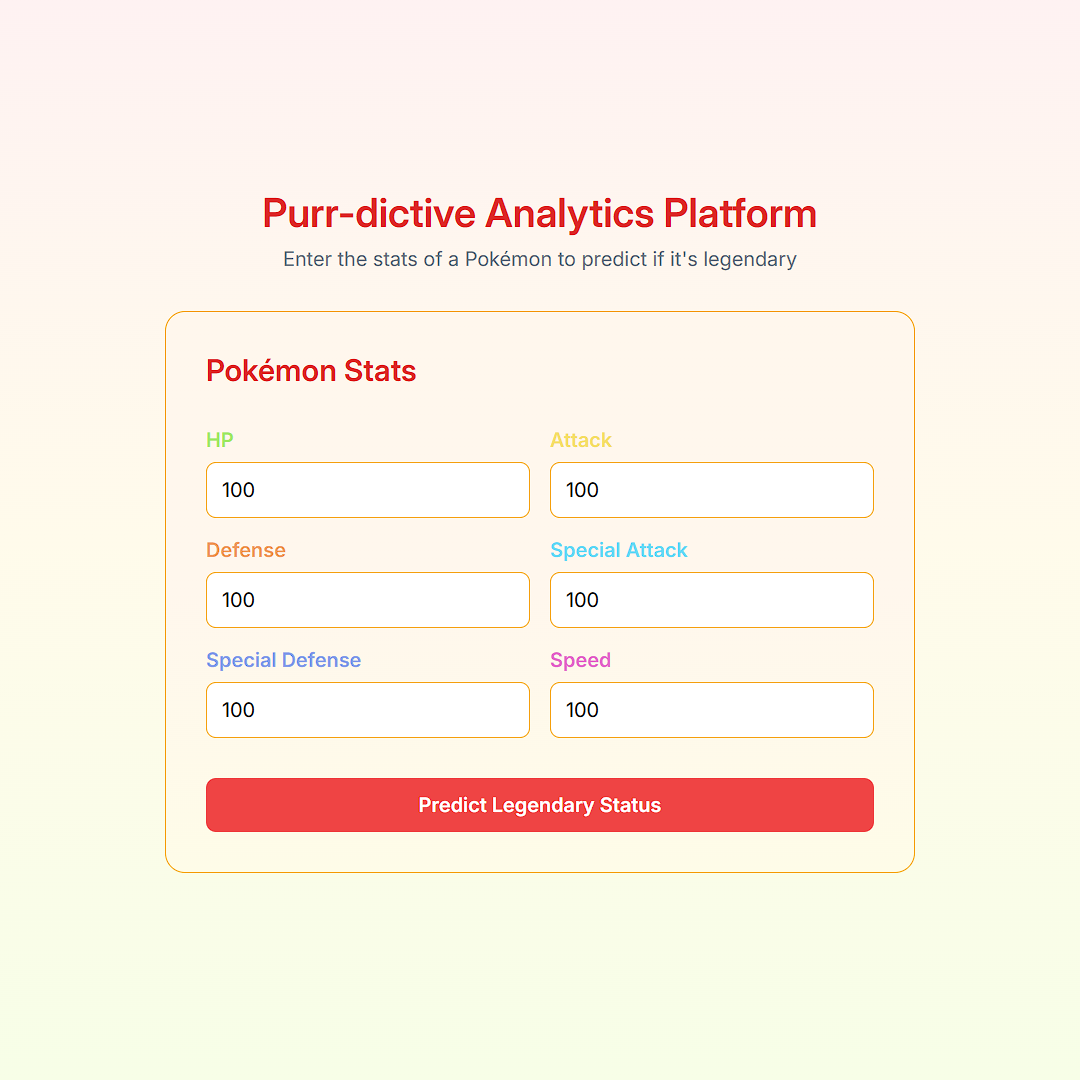 Purr-dictive Analytics Platform
Enter the stats of a Pokémon to predict if it's legendary
Pokémon Stats
HP
Attack
100
100
Defense
Special Attack
100
100
Special Defense
Speed
100
100
Predict Legendary Status